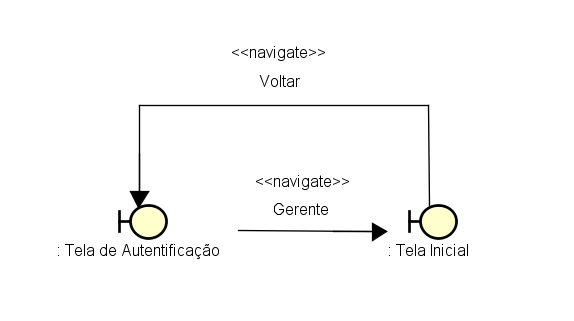 <<navigate>>
Voltar
<<navigate>>
Gerente
: Tela de Autentificação
: Tela Inicial